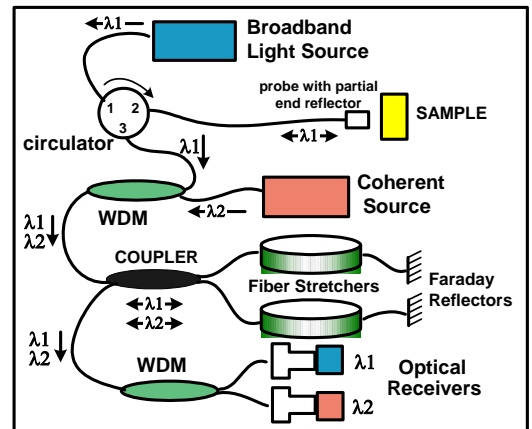 λ1
Broadband
Light Source
1 2
3
circulator
probe with partial
end reflector
λ1
SAMPLE
λ1
WDM
λ2
Coherent
Source
λ1
λ2
COUPLER
λ1
λ2
Fiber Stretchers
Faraday
Reflectors
λ1
λ2
WDM
λ1
λ2
Optical
Receivers